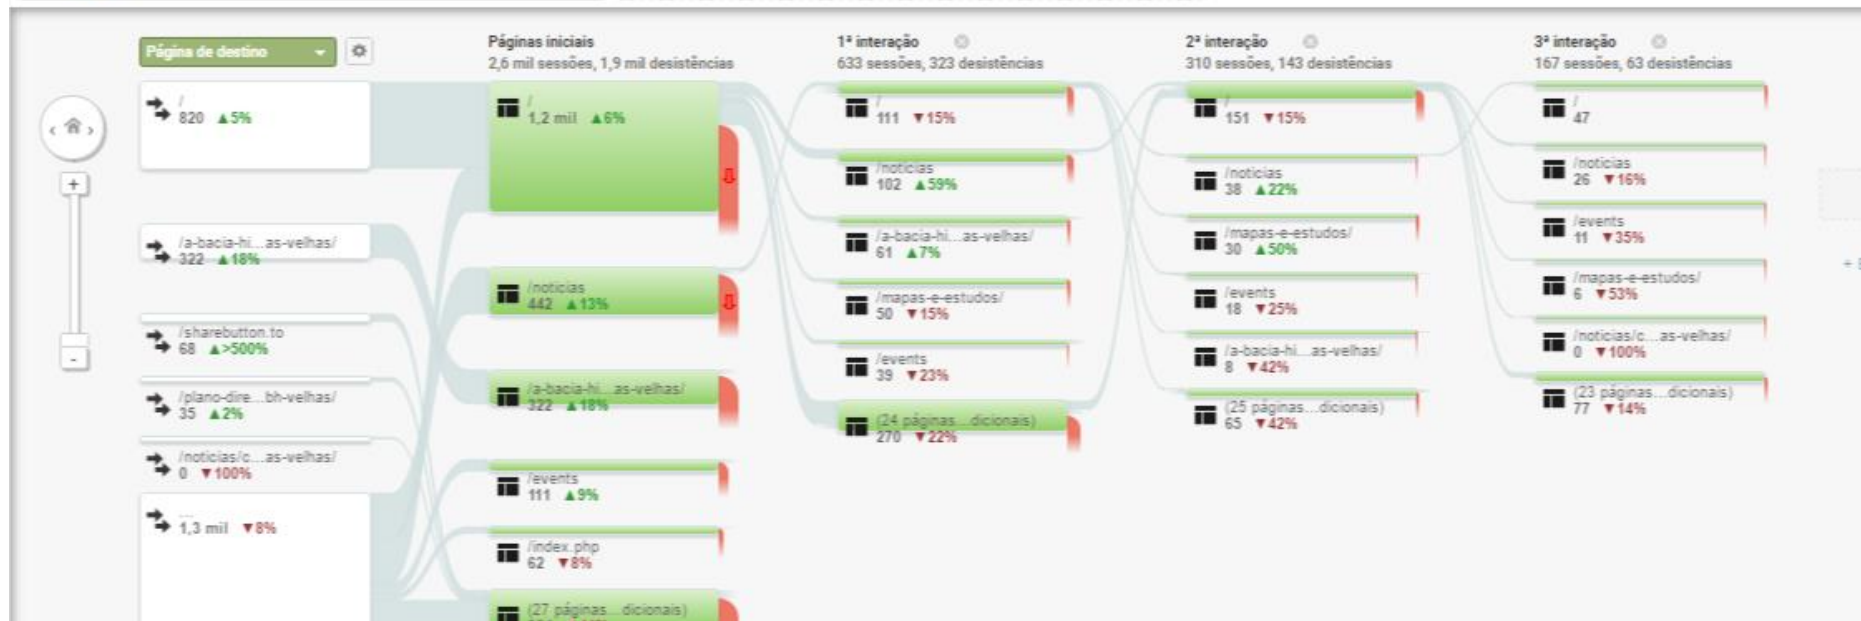 Página de destino
/
820 ▲5%
/a-bacia-hi...as-velhas/
322 ▲18%
/sharebutton.to
68 ▲>500%
/plano-dire...bh-velhas/
35 ▲2%
/noticias/c...as-velhas/
0 ▼100%
...
1,3 mil ▼8%
Páginas iniciais
2,6 mil sessões, 1,9 mil desistências
/
1,2 mil ▲6%
/noticias
442 ▲13%
/a-bacia-hi...as-velhas/
322 ▲18%
/events
111 ▲9%
/index.php
62 ▼8%
(27 páginas...dicionais)
1ª interação
633 sessões, 323 desistências
/
111 ▼15%
/noticias
102 ▲59%
/a-bacia-hi...as-velhas/
61 ▲7%
/mapas-e-estudos/
50 ▼15%
/events
39 ▼23%
(24 páginas...dicionais)
270 ▼22%
2ª interação
310 sessões, 143 desistências
/
151 ▼15%
/noticias
38 ▲22%
/mapas-e-estudos/
30 ▲50%
/events
18 ▼25%
/a-bacia-hi...as-velhas/
8 ▼42%
(25 páginas...dicionais)
65 ▼42%
3ª interação
167 sessões, 63 desistências
/
47
/noticias
26 ▼16%
/events
11 ▼35%
/mapas-e-estudos/
6 ▼53%
/noticias/c...as-velhas/
0 ▼100%
(23 páginas...dicionais)
77 ▼14%